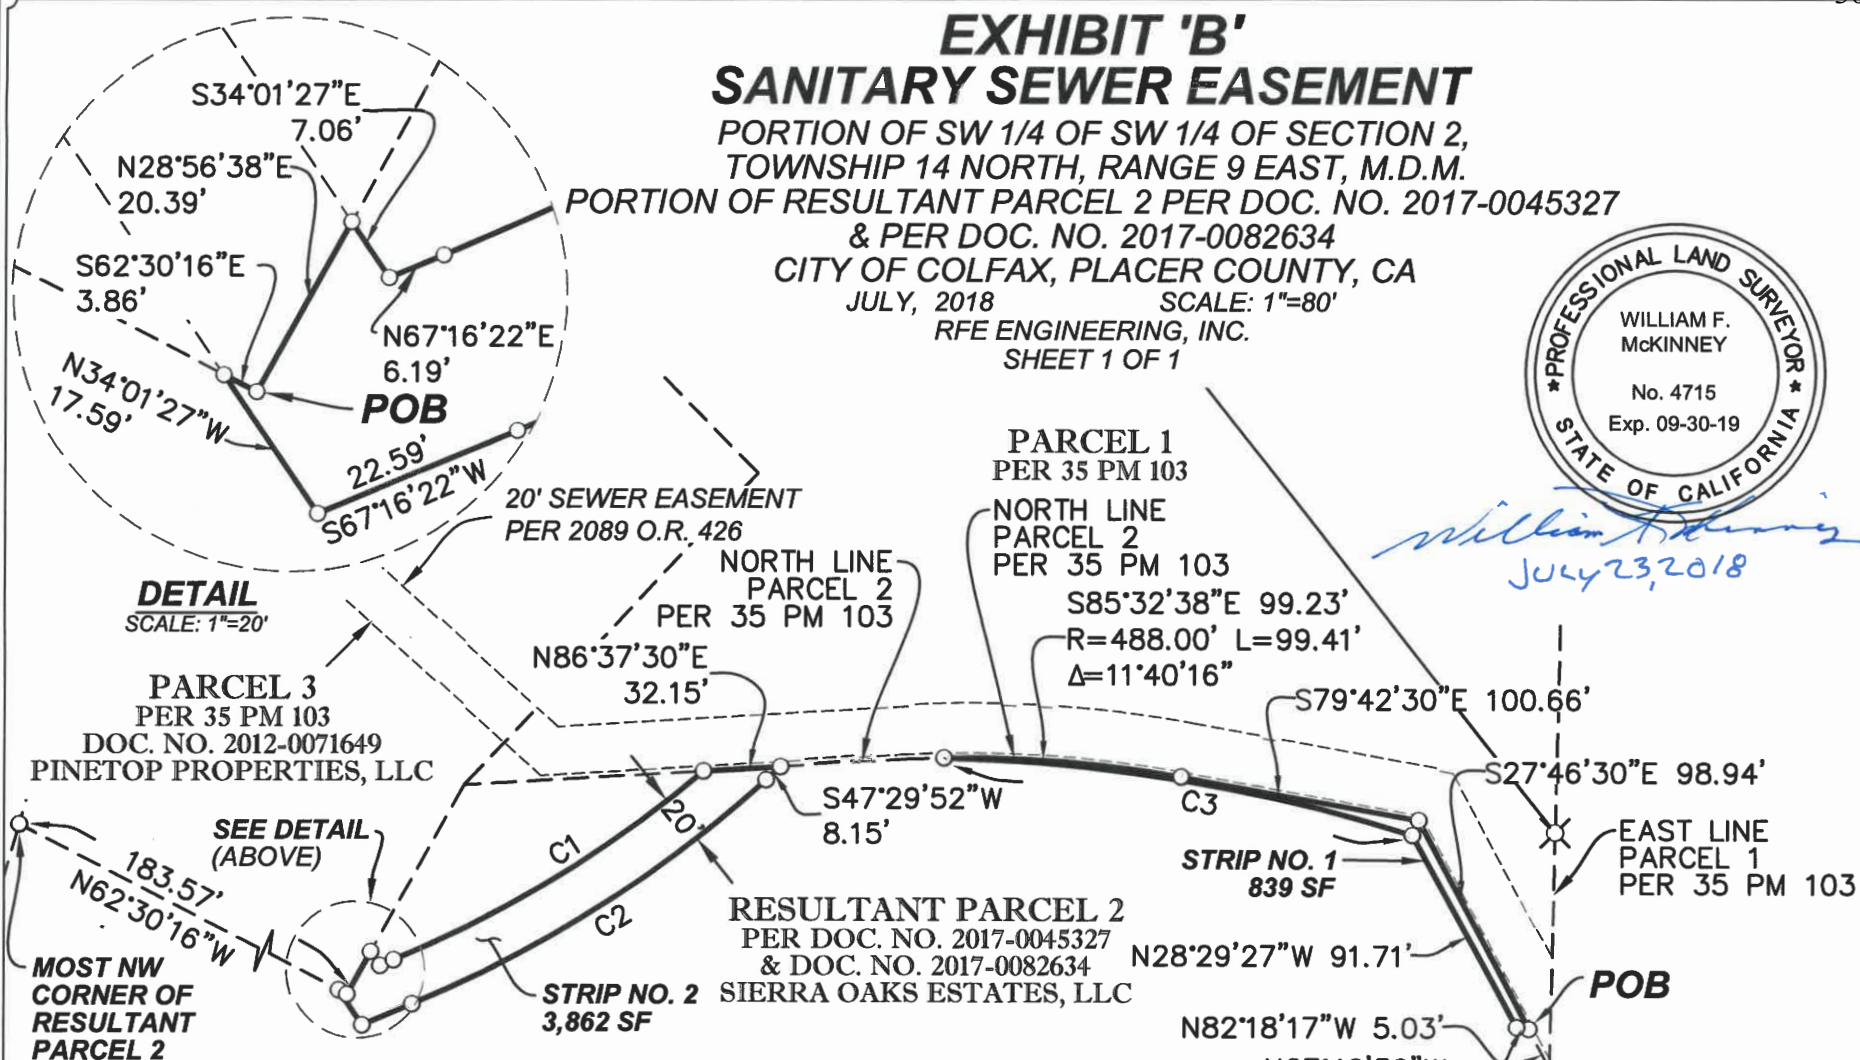 EXHIBIT 'B'
SANITARY SEWER EASEMENT
PORTION OF SW 1/4 OF SW 1/4 OF SECTION 2,
TOWNSHIP 14 NORTH, RANGE 9 EAST, M.D.M.
PORTION OF RESULTANT PARCEL 2 PER DOC. NO. 2017-0045327
& PER DOC. NO. 2017-0082634
CITY OF COLFAX, PLACER COUNTY, CA
JULY, 2018 SCALE: 1"=80'
RFE ENGINEERING, INC.
SHEET 1 OF 1
S34°01'27"E
7.06'
N28°56'38"E
20.39'
S62°30'16"E
3.86'
N67°16'22"E
6.19'
N34°01'27"W
17.59'
POB
22.59'
S67°16'22"W
DETAIL
SCALE: 1"=20'
PROFESSIONAL LAND SURVEYOR
WILLIAM F.
McKINNEY
No. 4715
Exp. 09-30-19
STATE OF CALIFORNIA
July 23, 2018
20' SEWER EASEMENT
PER 2089 O.R. 426
PARCEL 1
PER 35 PM 103
NORTH LINE
PARCEL 2
PER 35 PM 103
NORTH LINE
PARCEL 2
PER 35 PM 103
S85°32'38"E 99.23'
R=488.00' L=99.41'
Δ=11°40'16"
N86°37'30"E
32.15'
S79°42'30"E 100.66'
S27°46'30"E 98.94'
PARCEL 3
PER 35 PM 103
DOC. NO. 2012-0071649
PINETOP PROPERTIES, LLC
S47°29'52"W
8.15'
C3
20'
C1
C2
EAST LINE
PARCEL 1
PER 35 PM 103
SEE DETAIL
(ABOVE)
STRIP NO. 1
839 SF
183.57'
N62°30'16"W
RESULTANT PARCEL 2
PER DOC. NO. 2017-0045327
& DOC. NO. 2017-0082634
SIERRA OAKS ESTATES, LLC
N28°29'27"W 91.71'
MOST NW
CORNER OF
RESULTANT
PARCEL 2
STRIP NO. 2
3,862 SF
POB
N82°18'17"W 5.03'